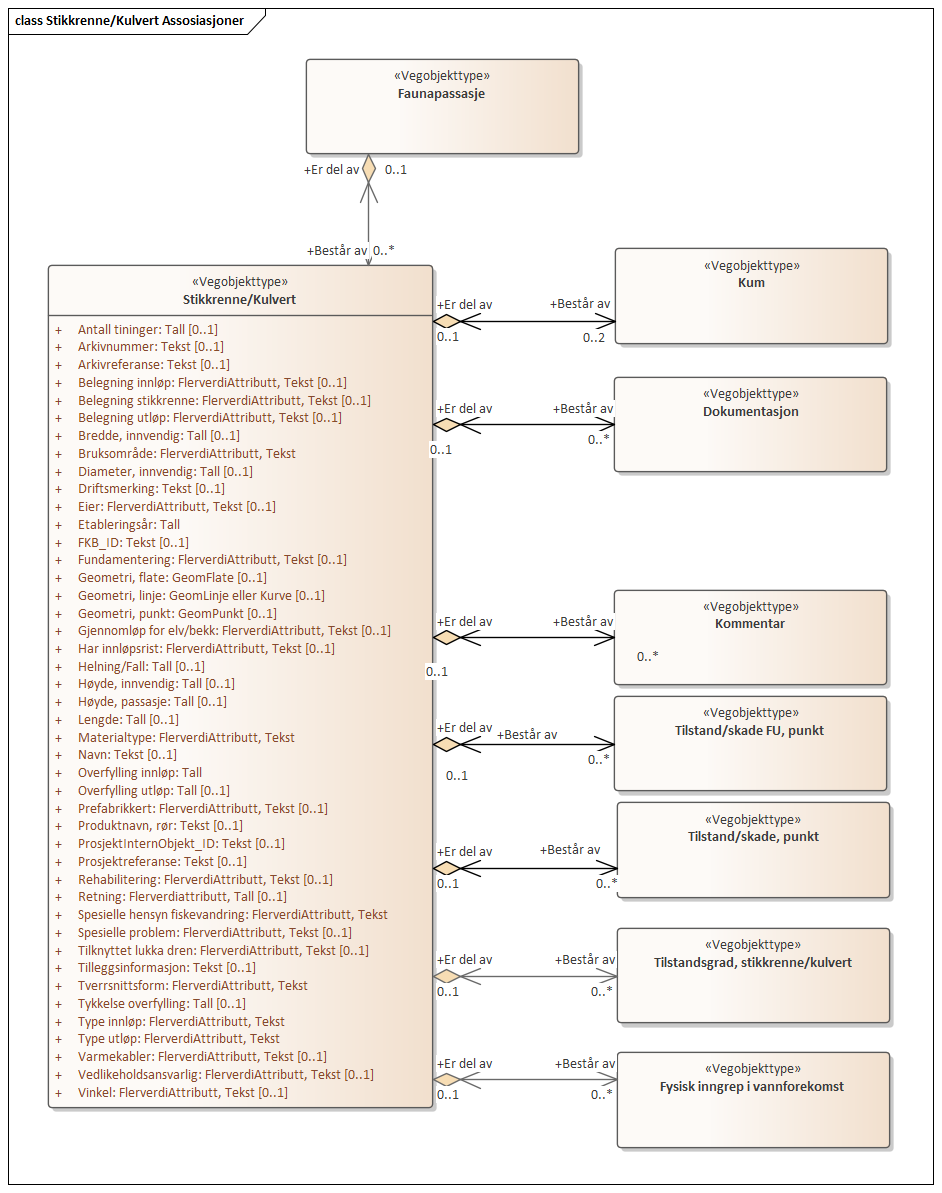 class Stikkrenne/Kulvert Assosiasjoner
«Vegobjekttype»
Faunapassasje
+Er del av
0..1
+Består av
0..*
«Vegobjekttype»
Stikkrenne/Kulvert
+ Antall tininger: Tall [0..1]
+ Arkivnummer: Tekst [0..1]
+ Arkivreferanse: Tekst [0..1]
+ Belegning innløp: FlerverdiAttributt, Tekst [0..1]
+ Belegning stikkrenne: FlerverdiAttributt, Tekst [0..1]
+ Belegning utløp: FlerverdiAttributt, Tekst [0..1]
+ Bredde, innvendig: Tall [0..1]
+ Bruksområde: FlerverdiAttributt, Tekst
+ Diameter, innvendig: Tall [0..1]
+ Driftsmerking: Tekst [0..1]
+ Eier: FlerverdiAttributt, Tekst [0..1]
+ Etableringsår: Tall
+ FKB_ID: Tekst [0..1]
+ Fundamentering: FlerverdiAttributt, Tekst [0..1]
+ Geometri, flate: GeomFlate [0..1]
+ Geometri, linje: GeomLinje eller Kurve [0..1]
+ Geometri, punkt: GeomPunkt [0..1]
+ Gjennomløp for elv/bekk: FlerverdiAttributt, Tekst [0..1]
+ Har innløpsrist: FlerverdiAttributt, Tekst [0..1]
+ Helning/Fall: Tall [0..1]
+ Høyde, innvendig: Tall [0..1]
+ Høyde, passasje: Tall [0..1]
+ Lengde: Tall [0..1]
+ Materialtype: FlerverdiAttributt, Tekst
+ Navn: Tekst [0..1]
+ Overfylling innløp: Tall
+ Overfylling utløp: Tall [0..1]
+ Prefabrikkert: FlerverdiAttributt, Tekst [0..1]
+ Produktnavn, rør: Tekst [0..1]
+ ProsjektInternObjekt_ID: Tekst [0..1]
+ Prosjektreferanse: Tekst [0..1]
+ Rehabilitering: FlerverdiAttributt, Tekst [0..1]
+ Retning: Flerverdiattributt, Tall [0..1]
+ Spesielle hensyn fiskevandring: FlerverdiAttributt, Tekst
+ Spesielle problem: FlerverdiAttributt, Tekst [0..1]
+ Tilknyttet lukka dren: FlerverdiAttributt, Tekst [0..1]
+ Tilleggsinformasjon: Tekst [0..1]
+ Tverrsnittsform: FlerverdiAttributt, Tekst
+ Tykkelse overfylling: Tall [0..1]
+ Type innløp: FlerverdiAttributt, Tekst
+ Type utløp: FlerverdiAttributt, Tekst
+ Varmekabler: FlerverdiAttributt, Tekst [0..1]
+ Vedlikeholdsansvarlig: FlerverdiAttributt, Tekst [0..1]
+ Vinkel: FlerverdiAttributt, Tekst [0..1]
+Er del av
0..1
+Består av
0..2
«Vegobjekttype»
Kum
+Er del av
0..1
+Består av
0..*
«Vegobjekttype»
Dokumentasjon
+Er del av
0..1
+Består av
«Vegobjekttype»
Kommentar
0..*
+Er del av
0..1
+Består av
0..*
«Vegobjekttype»
Tilstand/skade FU, punkt
+Er del av
0..1
+Består av
0..*
«Vegobjekttype»
Tilstand/skade, punkt
+Er del av
0..1
+Består av
0..*
«Vegobjekttype»
Tilstandsgrad, stikkrenne/kulvert
+Er del av
0..1
+Består av
0..*
«Vegobjekttype»
Fysisk inngrep i vannforekomst